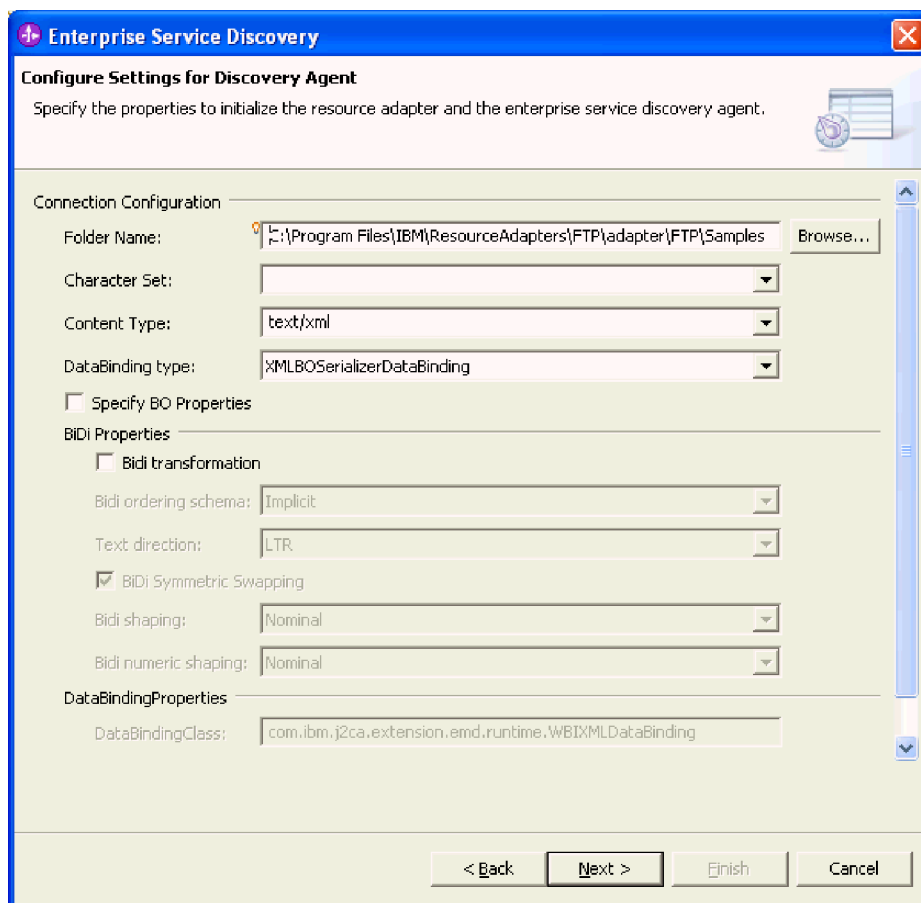 Enterprise Service Discovery
Configure Settings for Discovery Agent
Specify the properties to initialize the resource adapter and the enterprise service discovery agent.
Connection Configuration
Folder Name: C:\Program Files\IBM\ResourceAdapters\FTP\adapter\FTP\Samples Browse...
Character Set:
Content Type: text/xml
DataBinding type: XMLBOSerializerDataBinding
Specify BO Properties
BiDi Properties
Bidi transformation
Bidi ordering schema: Implicit
Text direction: LTR
BiDi Symmetric Swapping
Bidi shaping: Nominal
Bidi numeric shaping: Nominal
DataBindingProperties
DataBindingClass: com.ibm.j2ca.extension.emd.runtime.WBIXMLDataBinding
< Back Next > Finish Cancel